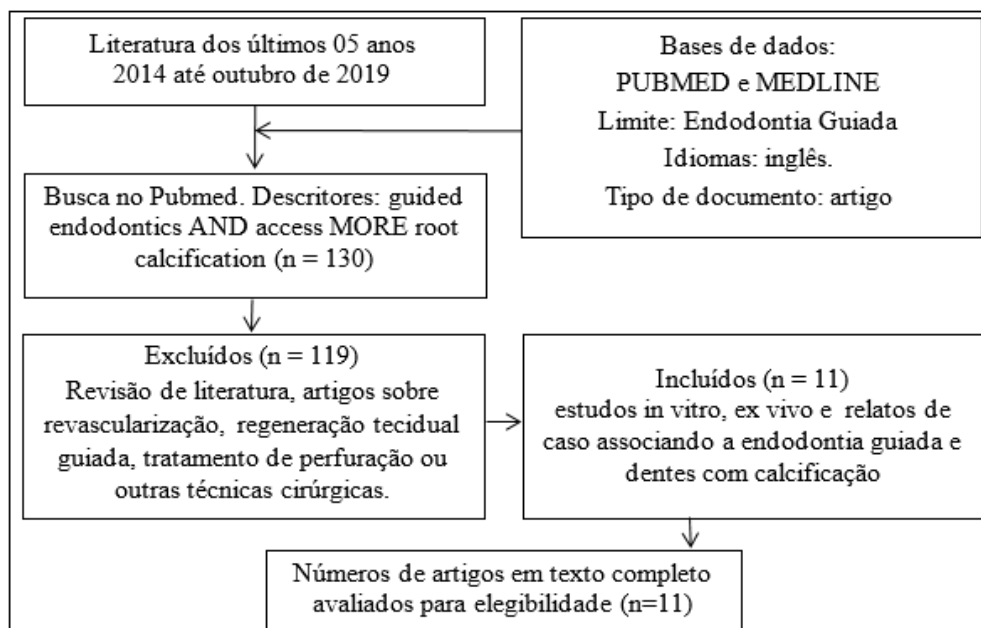 Literatura dos últimos 05 anos
2014 até outubro de 2019
Bases de dados:
PUBMED e MEDLINE
Limite: Endodontia Guiada
Idiomas: inglês.
Tipo de documento: artigo
Busca no Pubmed. Descritores: guided
endodontics AND access MORE root
calcification (n = 130)
Excluídos (n = 119)
Revisão de literatura, artigos sobre
revascularização, regeneração tecidual
guiada, tratamento de perfuração ou
outras técnicas cirúrgicas.
Incluídos (n = 11)
estudos in vitro, ex vivo e relatos de
caso associando a endodontia guiada e
dentes com calcificação
Números de artigos em texto completo
avaliados para elegibilidade (n=11)